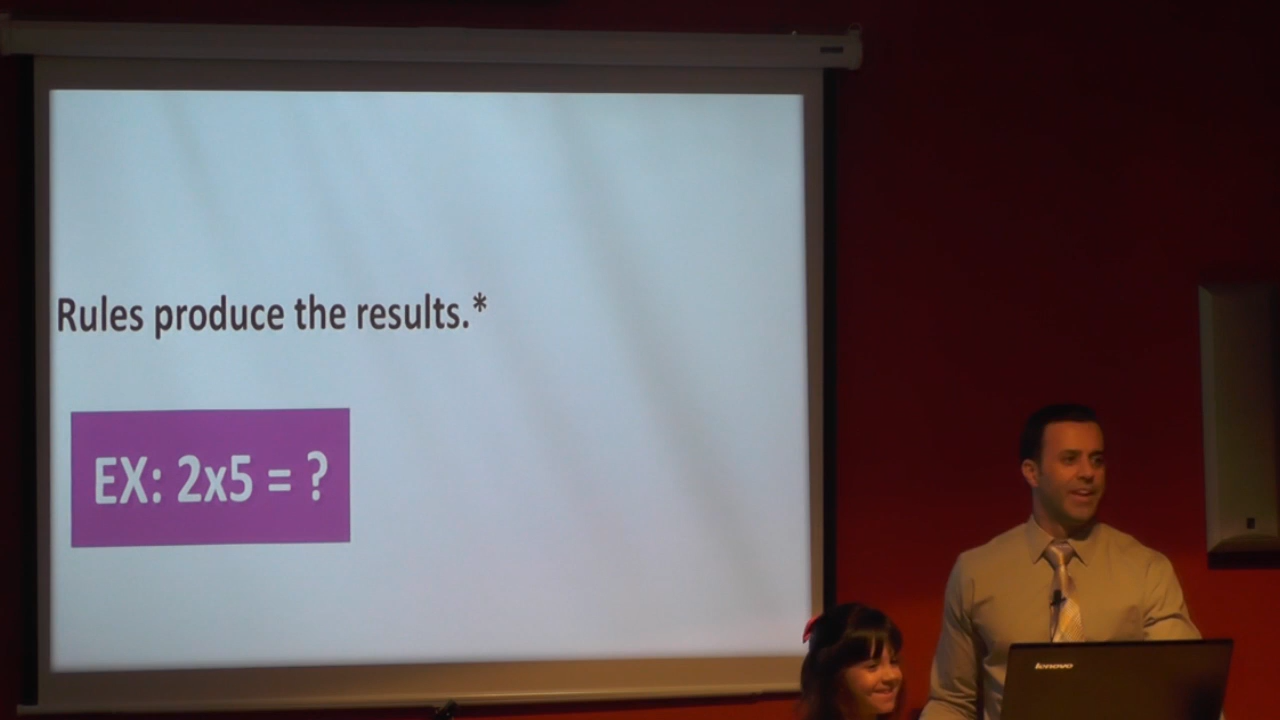 Rules produce the results.*
EX: 2x5 = ?
lenovo